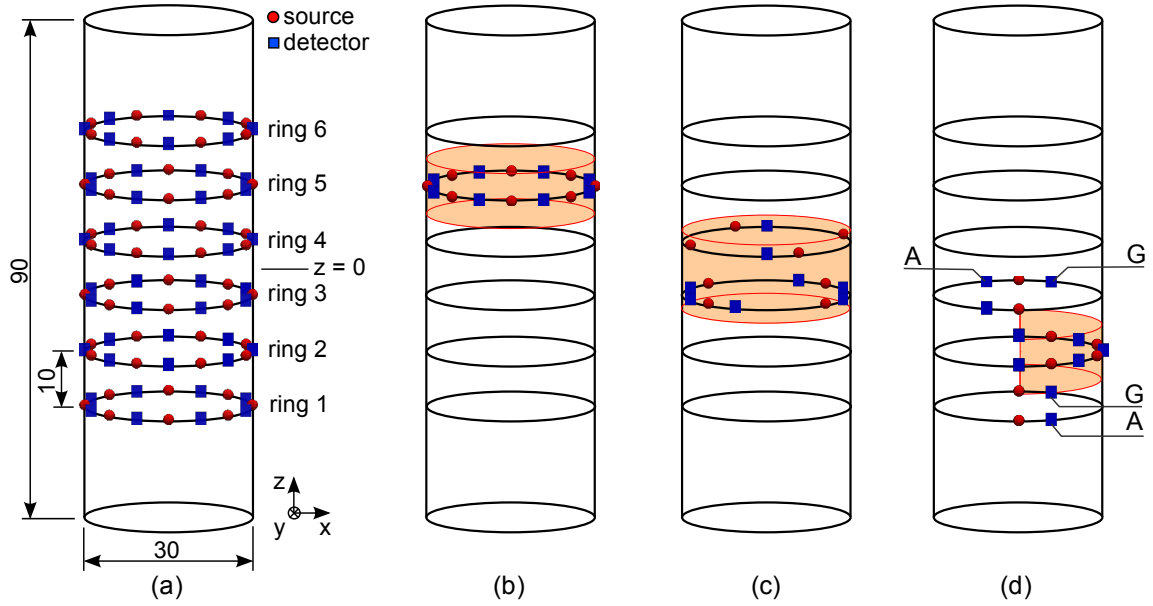 source
detector
ring 6
ring 5
ring 4
z = 0
ring 3
ring 2
ring 1
90
10
30
z
y
x
A
G
G
A
(a)
(b)
(c)
(d)